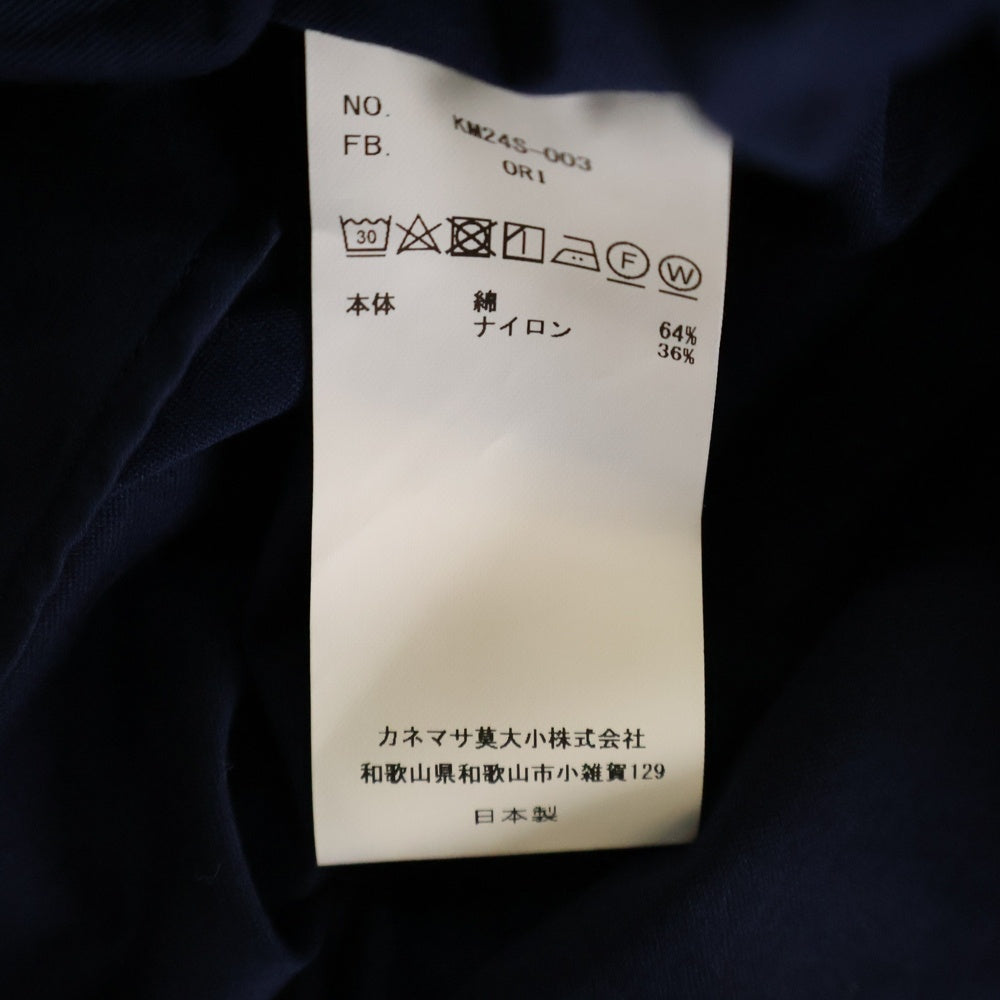 NO. KM24S-003
FB. ORI
30 F W
本体 綿 64%
ナイロン 36%
カネマサ莫大小株式会社
和歌山県和歌山市小雑賀129
日本製